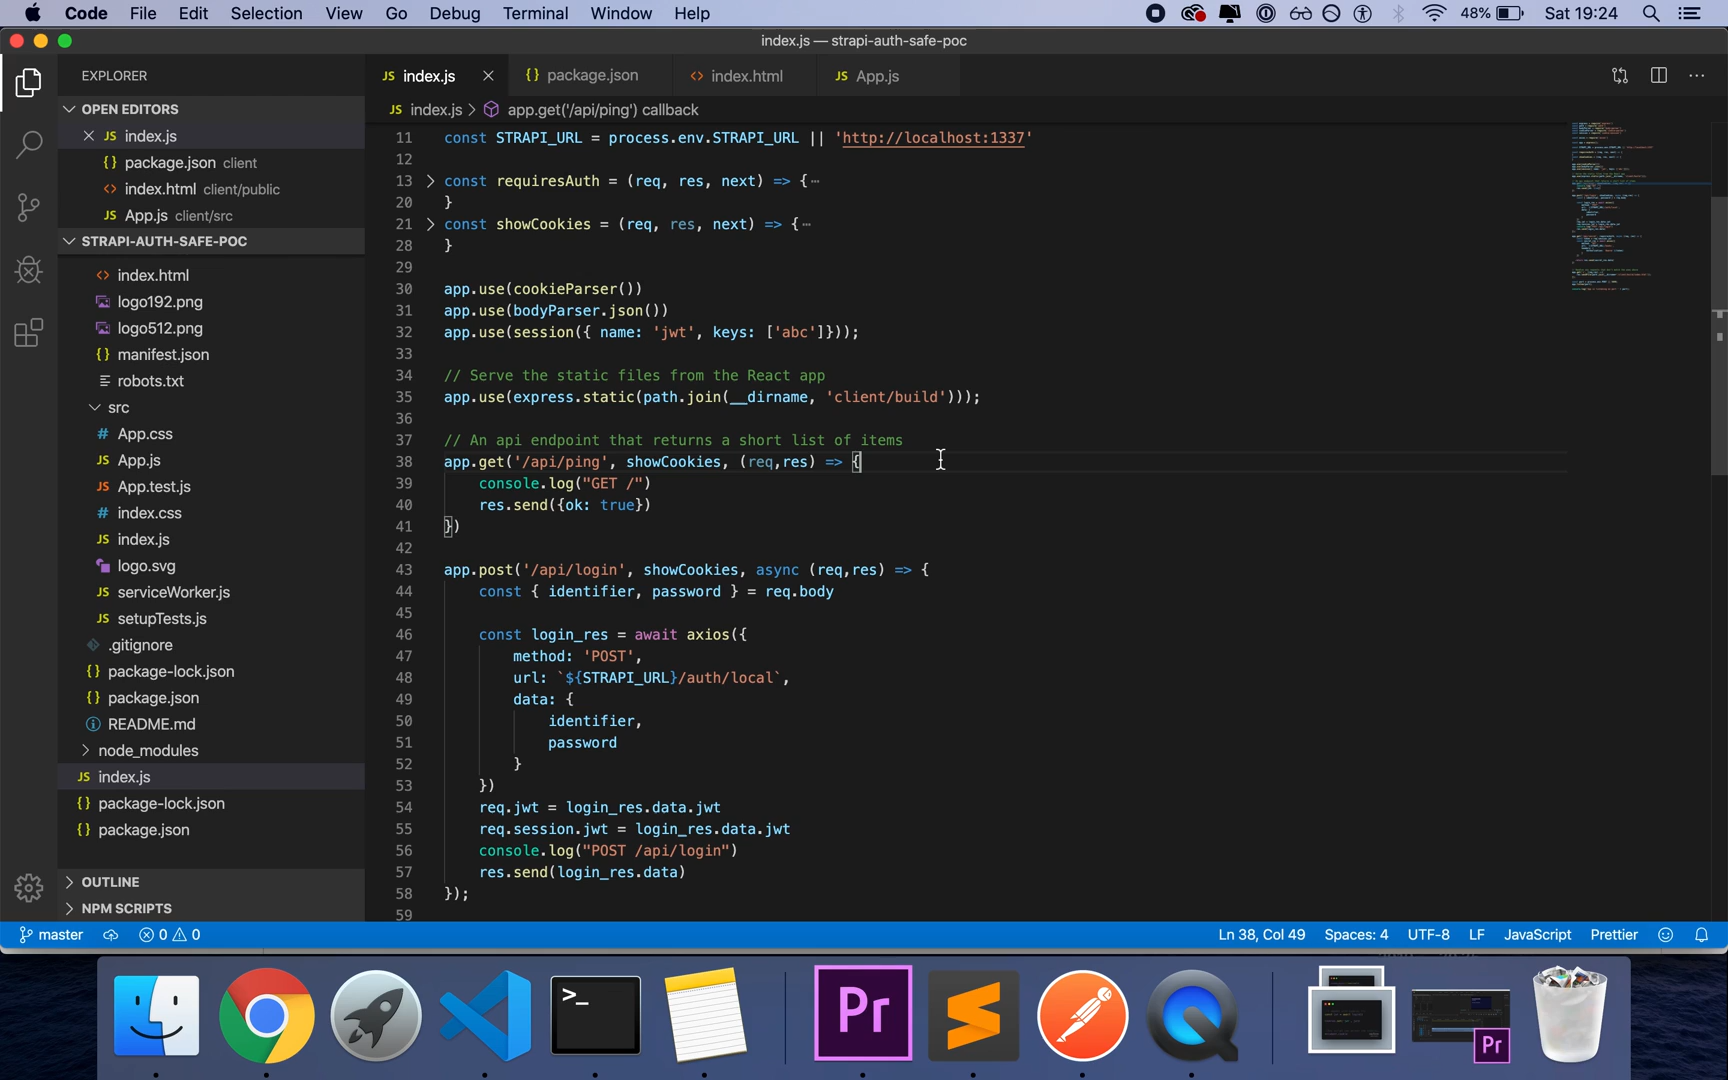 Code File Edit Selection View Go Debug Terminal Window Help 48% Sat 19:24
index.js — strapi-auth-safe-poc
EXPLORER
OPEN EDITORS
JS index.js
{} package.json client
<> index.html client/public
JS App.js client/src
STRAPI-AUTH-SAFE-POC
<> index.html
logo192.png
logo512.png
{} manifest.json
robots.txt
src
# App.css
JS App.js
JS App.test.js
# index.css
JS index.js
logo.svg
JS serviceWorker.js
JS setupTests.js
.gitignore
{} package-lock.json
{} package.json
README.md
> node_modules
JS index.js
{} package-lock.json
{} package.json
OUTLINE
NPM SCRIPTS
JS index.js {} package.json <> index.html JS App.js
JS index.js > app.get('/api/ping') callback
11 const STRAPI_URL = process.env.STRAPI_URL || 'http://localhost:1337'
12
13 > const requiresAuth = (req, res, next) => {…
20 }
21 > const showCookies = (req, res, next) => {…
28 }
29
30 app.use(cookieParser())
31 app.use(bodyParser.json())
32 app.use(session({ name: 'jwt', keys: ['abc']}));
33
34 // Serve the static files from the React app
35 app.use(express.static(path.join(__dirname, 'client/build')));
36
37 // An api endpoint that returns a short list of items
38 app.get('/api/ping', showCookies, (req,res) => {
39 console.log("GET /")
40 res.send({ok: true})
41 })
42
43 app.post('/api/login', showCookies, async (req,res) => {
44 const { identifier, password } = req.body
45
46 const login_res = await axios({
47 method: 'POST',
48 url: `${STRAPI_URL}/auth/local`,
49 data: {
50 identifier,
51 password
52 }
53 })
54 req.jwt = login_res.data.jwt
55 req.session.jwt = login_res.data.jwt
56 console.log("POST /api/login")
57 res.send(login_res.data)
58 });
59
master 0 0 Ln 38, Col 49 Spaces: 4 UTF-8 LF JavaScript Prettier
>_
Pr
Pr